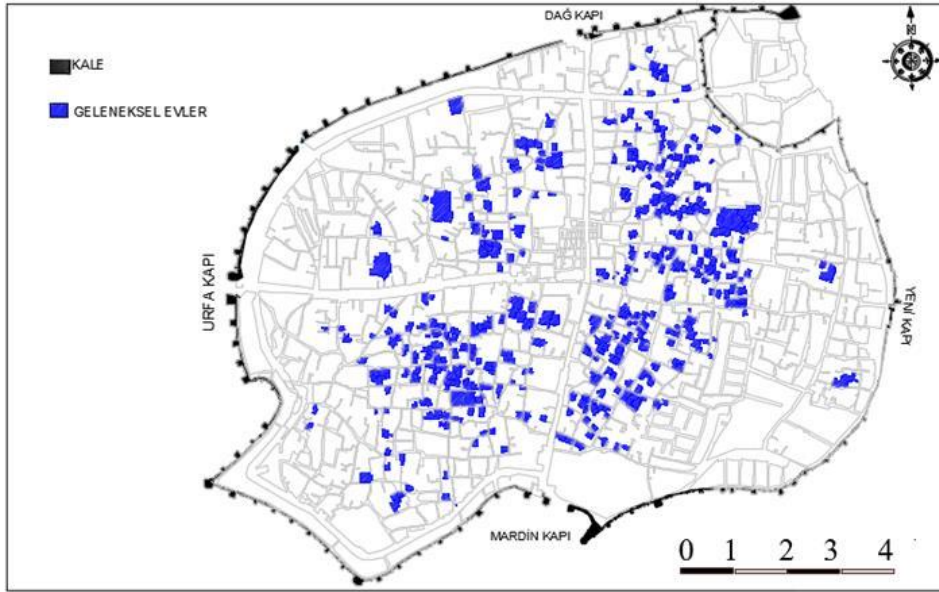 DAĞ KAPI
KALE
GELENEKSEL EVLER
URFA KAPI
YENİ KAPI
MARDİN KAPI
0 1 2 3 4